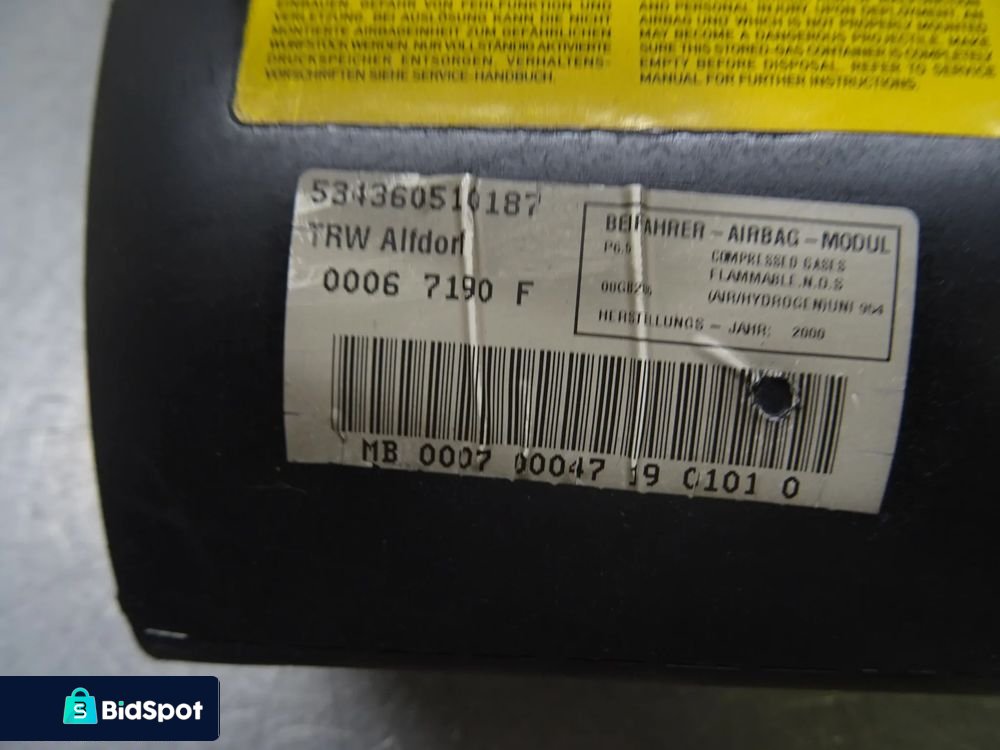 VERBAUEN, GEFAHR VON FEHLFUNKTION UND
VERLETZUNG. BEI AUSLÖSUNG KANN DIE NICHT
MONTIERTE AIRBAGEINHEIT ZUM GEFÄHRLICHEN
WURFSTÜCK WERDEN. NUR VOLLSTÄNDIG AKTIVIERTE
DRUCKSPEICHER ENTSORGEN. VERHALTENS-
VORSCHRIFTEN SIEHE SERVICE-HANDBUCH.
AND PERSONAL INJURY UPON DEPLOYMENT, AN
AIRBAG UNIT WHICH IS NOT PROPERLY MOUNTED
MAY BECOME A DANGEROUS PROJECTILE. MAKE
SURE THIS STORED-GAS CONTAINER IS COMPLETELY
EMPTY BEFORE DISPOSAL. REFER TO SERVICE
MANUAL FOR FURTHER INSTRUCTIONS.
534360510187
TRW Alfdorf
0006 7190 F
BEIFAHRER - AIRBAG - MODUL
COMPRESSED GASES
FLAMMABLE.N.O.S
(AIR/HYDROGEN)UN1 954
HERSTELLUNGS - JAHR: 2000
MB 0007 00047 19 0101 0
BidSpot